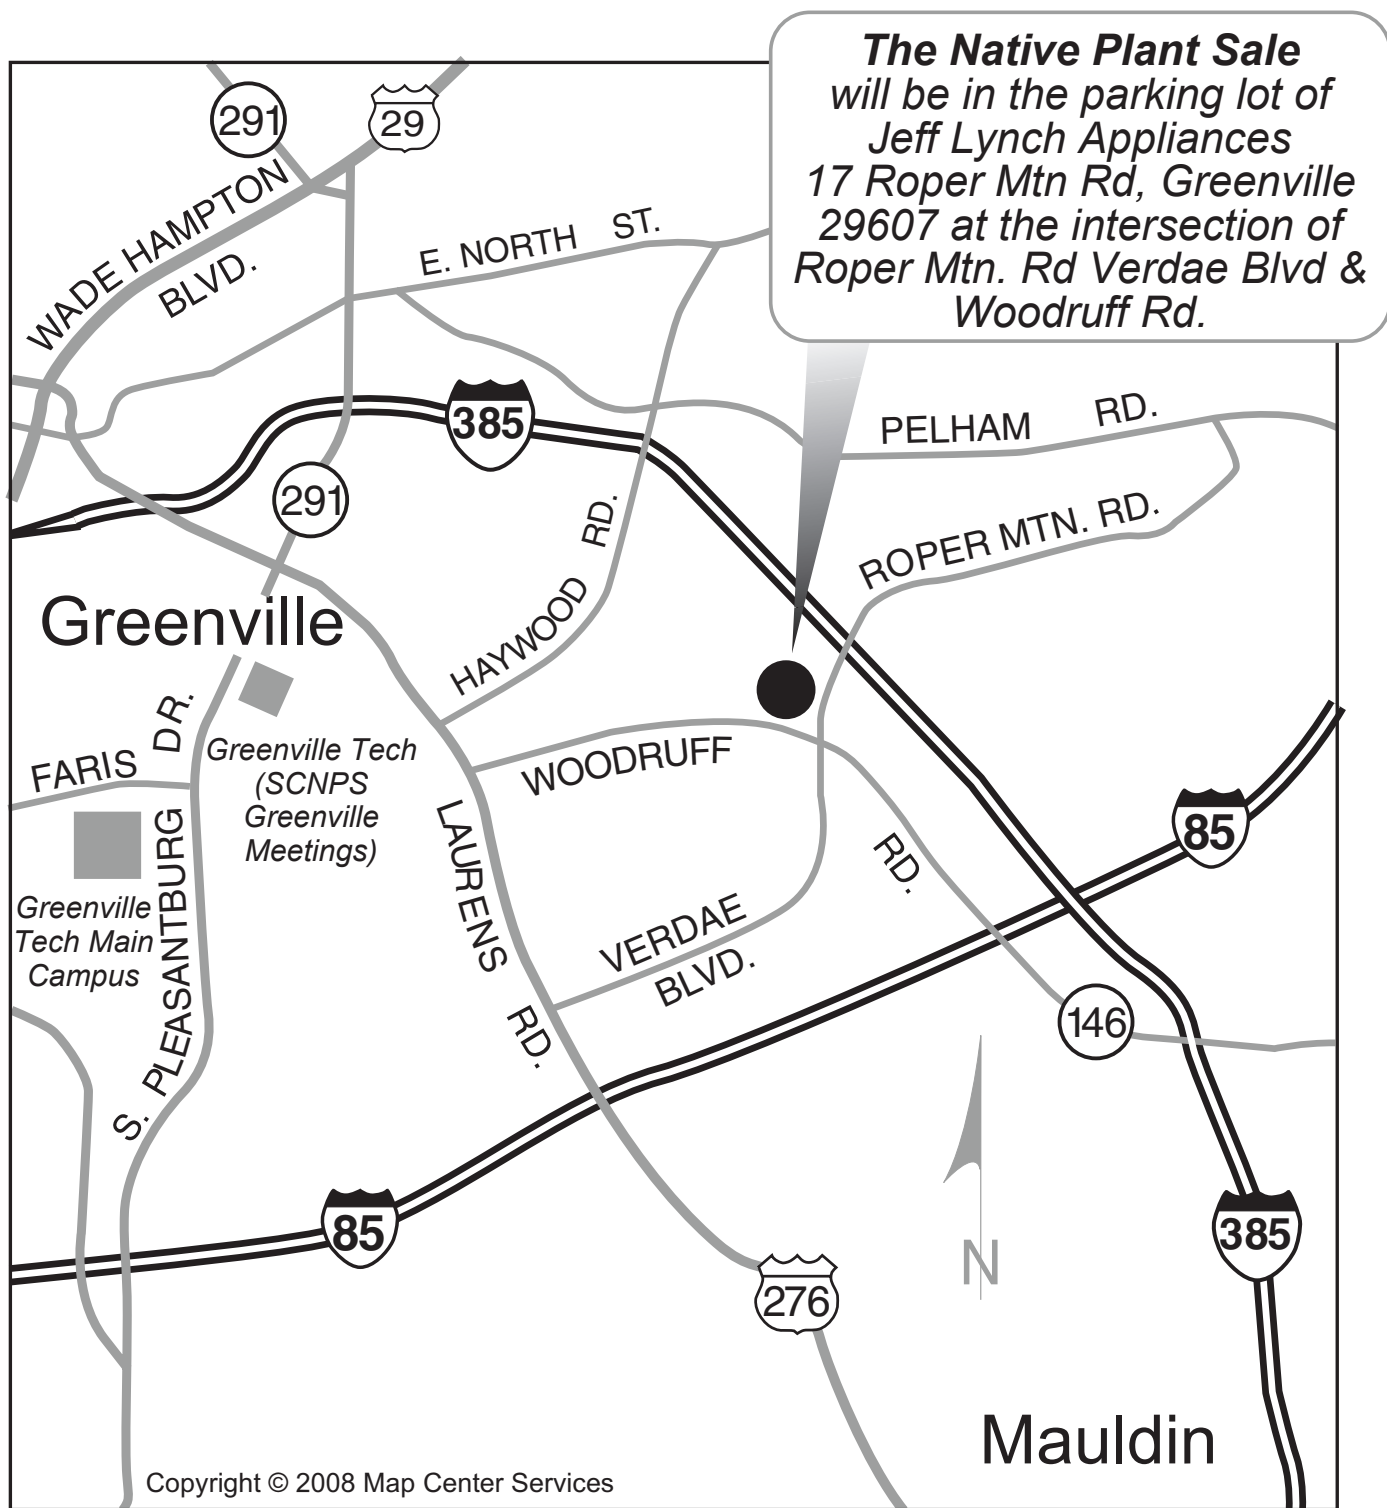 The Native Plant Sale
will be in the parking lot of
Jeff Lynch Appliances
17 Roper Mtn Rd, Greenville
29607 at the intersection of
Roper Mtn. Rd Verdae Blvd &
Woodruff Rd.
291
29
WADE HAMPTON
BLVD.
E. NORTH ST.
385
PELHAM RD.
291
HAYWOOD RD.
ROPER MTN. RD.
Greenville
FARIS
S. PLEASANTBURG DR.
Greenville Tech
(SCNPS
Greenville
Meetings)
WOODRUFF RD.
85
LAURENS RD.
Greenville
Tech Main
Campus
VERDAE
BLVD.
146
85
N
385
276
Mauldin
Copyright © 2008 Map Center Services